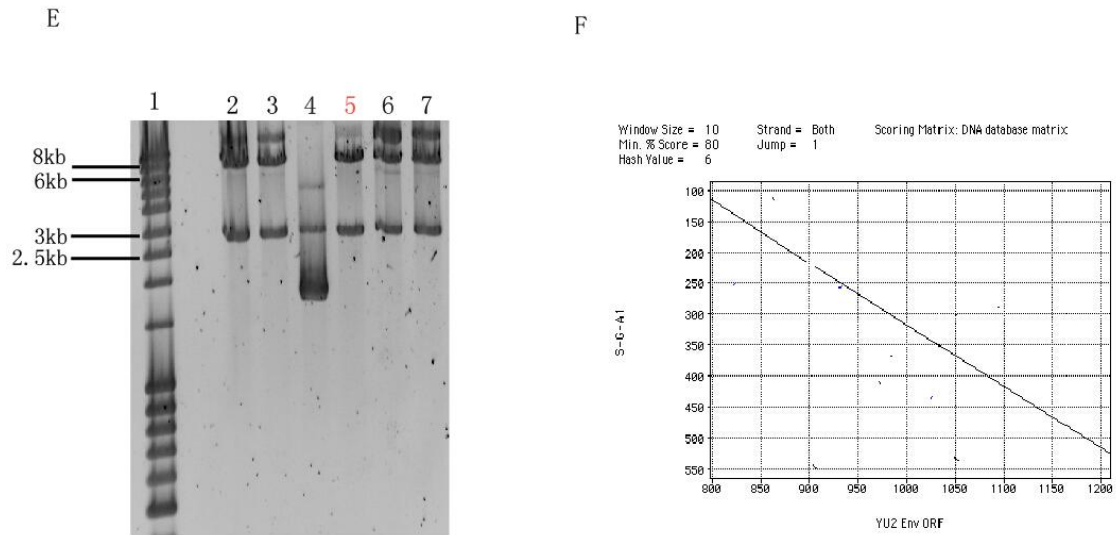 E
F
1 2 3 4 5 6 7
8kb
6kb
3kb
2.5kb
Window Size = 10 Strand = Both Scoring Matrix: DNA database matrix
Min. % Score = 80 Jump = 1
Hash Value = 6
100
150
200
250
300
350
400
450
500
550
S-G-A1
800 850 900 950 1000 1050 1100 1150 1200
YU2 Env ORF